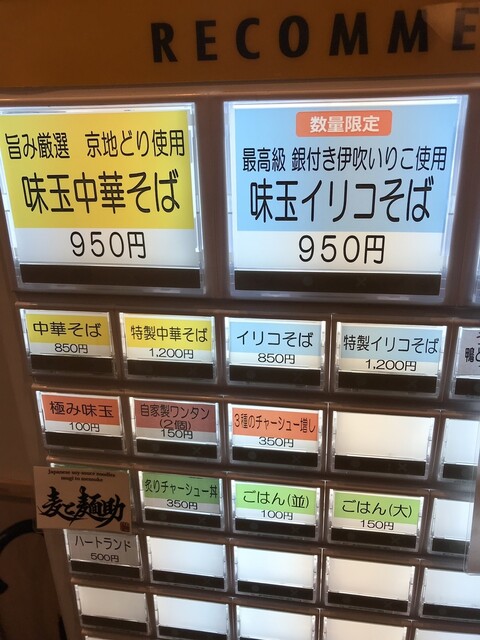 RECOMME
旨み厳選 京地どり使用
味玉中華そば
950円
数量限定
最高級 銀付き伊吹いりこ使用
味玉イリコそば
950円
中華そば
850円
特製中華そば
1,200円
イリコそば
850円
特製イリコそば
1,200円
鴨と
極み味玉
100円
自家製ワンタン
(2個)
150円
3種のチャーシュー増し
350円
麦と麺助
炙りチャーシュー丼
350円
ごはん(並)
100円
ごはん(大)
150円
ハートランド
500円